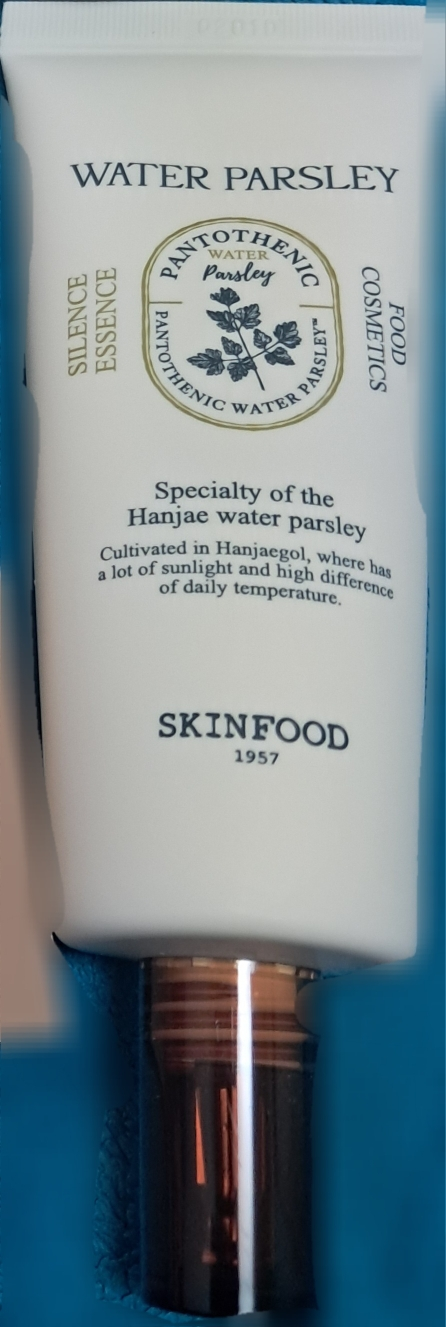 WATER PARSLEY
PANTOTHENIC
WATER
Parsley
PANTOTHENIC WATER PARSLEY™
SILENCE
ESSENCE
FOOD
COSMETICS
Specialty of the
Hanjae water parsley
Cultivated in Hanjaegol, where has
a lot of sunlight and high difference
of daily temperature.
SKINFOOD
1957